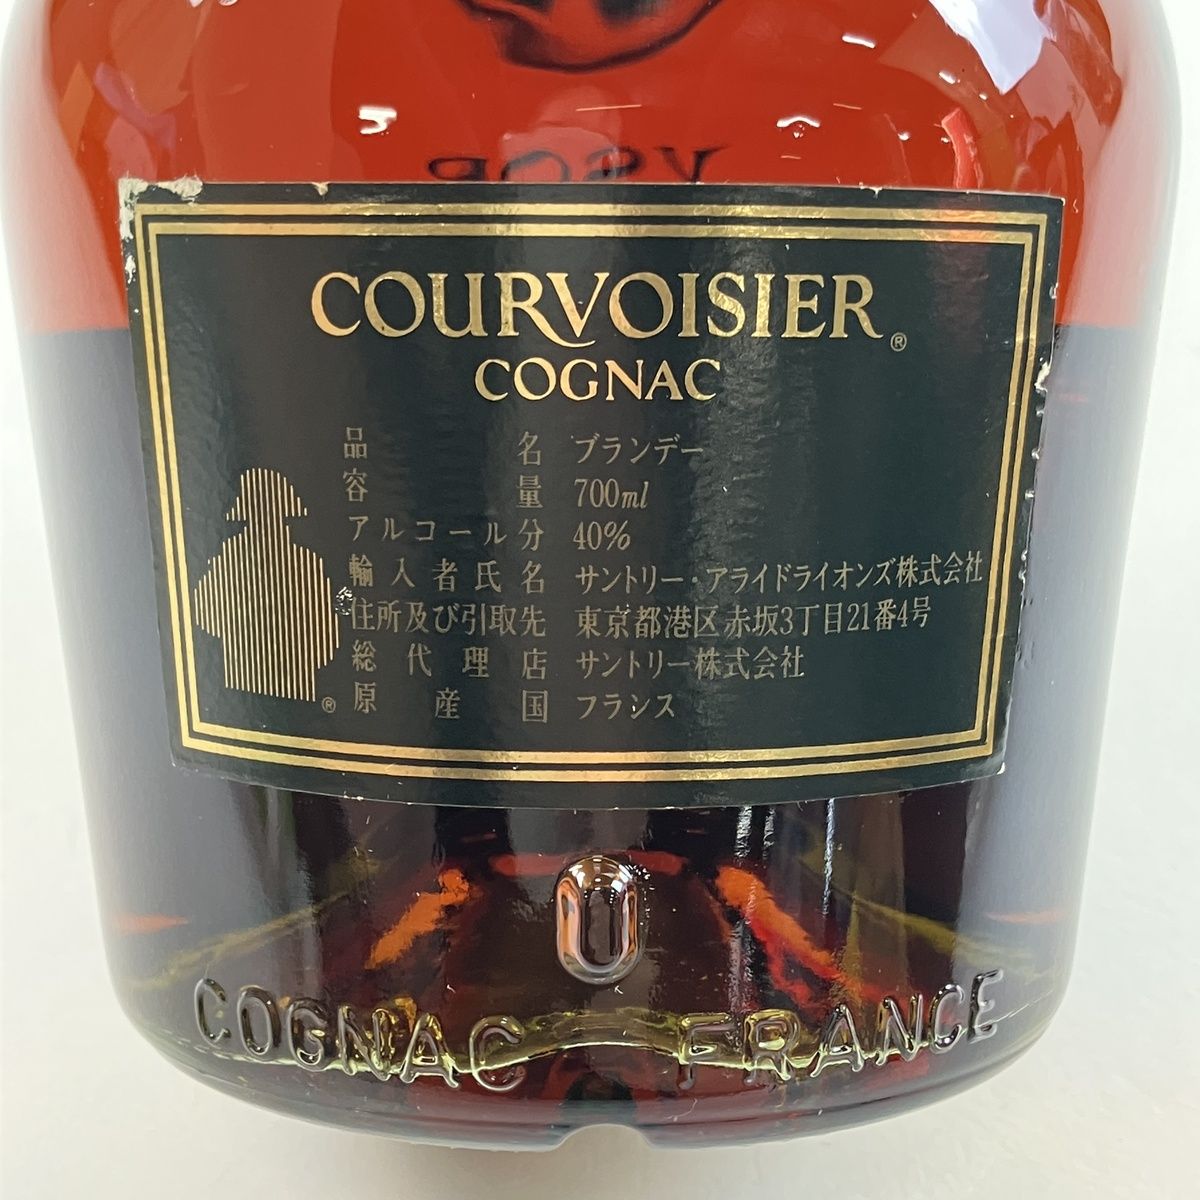 VSOP
COURVOISIER®
COGNAC
品名 ブランデー
容量 700ml
アルコール分 40%
輸入者氏名 サントリー・アライドライオンズ株式会社
住所及び引取先 東京都港区赤坂3丁目21番4号
総代理店 サントリー株式会社
原産国 フランス
®
COGNAC FRANCE